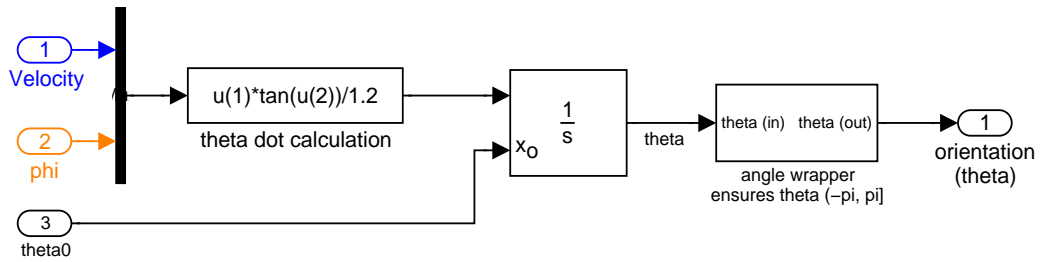 1
Velocity
2
phi
3
theta0
u(1)*tan(u(2))/1.2
theta dot calculation
1
s
xo
theta
theta (in) theta (out)
angle wrapper
ensures theta (−pi, pi]
1
orientation
(theta)